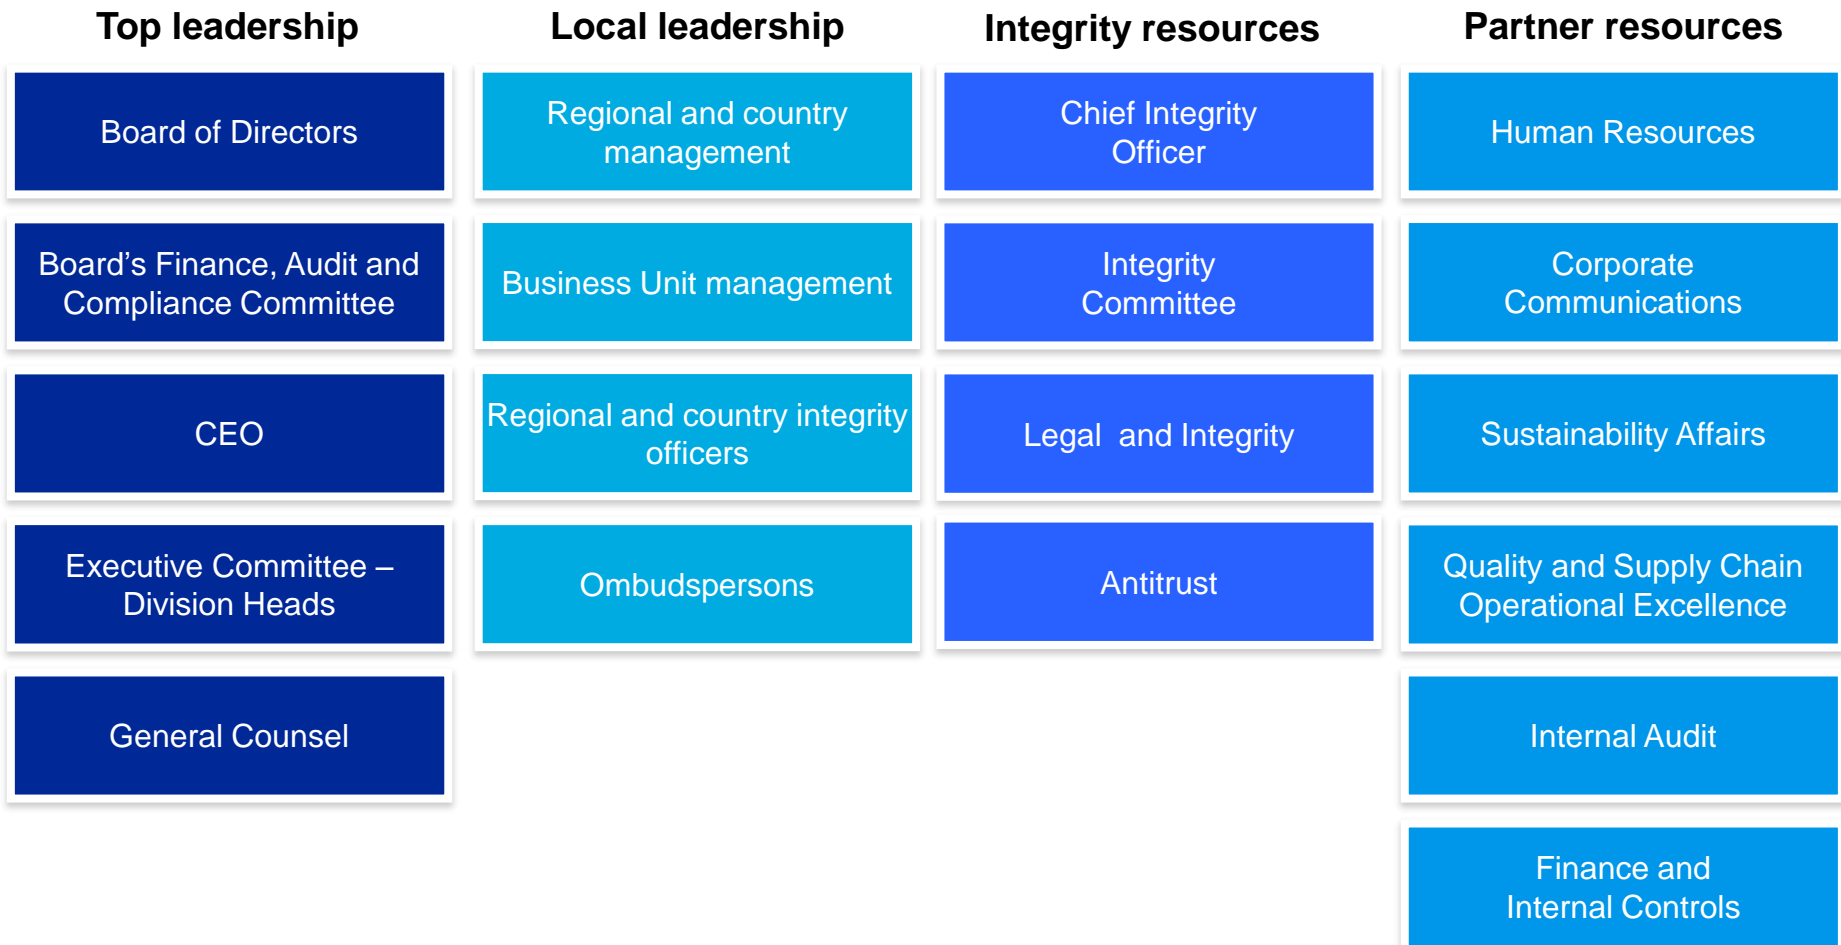 Top leadership
Board of Directors
Board’s Finance, Audit and
Compliance Committee
CEO
Executive Committee –
Division Heads
General Counsel
Local leadership
Regional and country
management
Business Unit management
Regional and country integrity
officers
Ombudspersons
Integrity resources
Chief Integrity
Officer
Integrity
Committee
Legal  and Integrity
Antitrust
Partner resources
Human Resources
Corporate
Communications
Sustainability Affairs
Quality and Supply Chain
Operational Excellence
Internal Audit
Finance and
Internal Controls